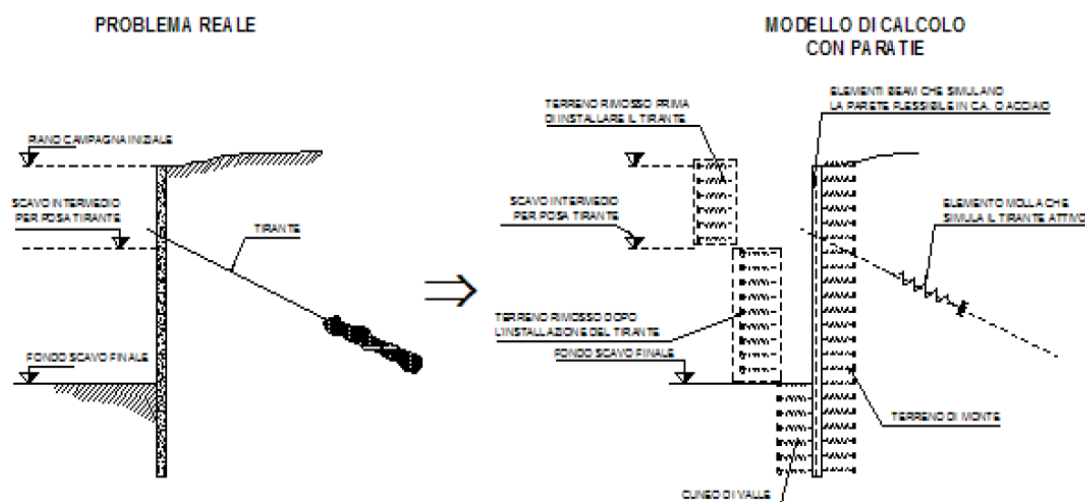 PROBLEMA REALE
MODELLO DI CALCOLO
CON PARATIE
PIANO CAMPAGNA INIZIALE
SCAVO INTERMEDIO
PER POSA TIRANTE
TIRANTE
FONDO SCAVO FINALE
TERRENO RIMOSSO PRIMA
DI INSTALLARE IL TIRANTE
ELEMENTI BEAM CHE SIMULANO
LA PARETE FLESSIBILE IN C.A. O ACCIAIO
SCAVO INTERMEDIO
PER POSA TIRANTE
ELEMENTO MOLLA CHE
SIMULA IL TIRANTE ATTIVO
TERRENO RIMOSSO DOPO
L'INSTALLAZIONE DEL TIRANTE
FONDO SCAVO FINALE
TERRENO DI MONTE
CUNEO DI VALLE